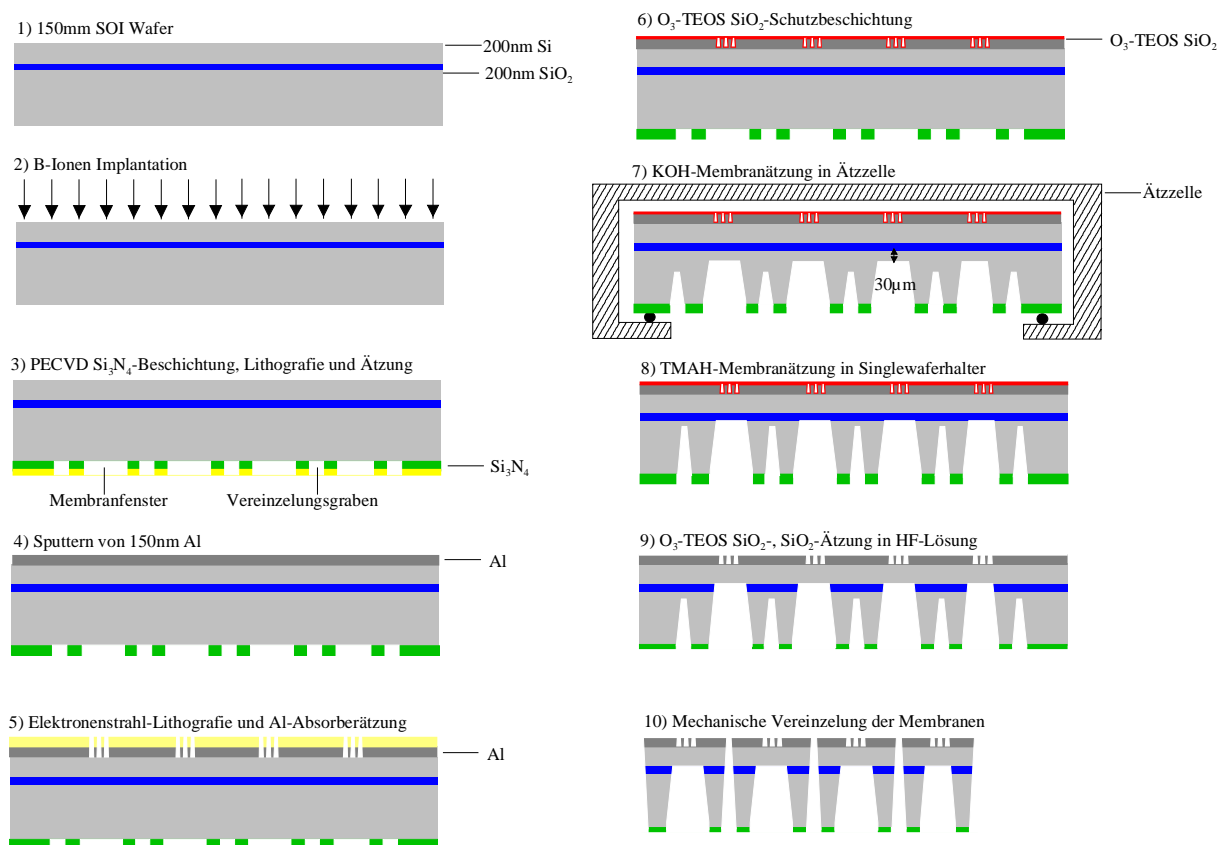 1) 150mm SOI Wafer
200nm Si
200nm SiO₂
2) B-Ionen Implantation
3) PECVD Si₃N₄-Beschichtung, Lithografie und Ätzung
Si₃N₄
Membranfenster
Vereinzelungsgraben
4) Sputtern von 150nm Al
Al
5) Elektronenstrahl-Lithografie und Al-Absorberätzung
Al
6) O₃-TEOS SiO₂-Schutzbeschichtung
O₃-TEOS SiO₂
7) KOH-Membranätzung in Ätzzelle
Ätzzelle
30µm
8) TMAH-Membranätzung in Singlewaferhalter
9) O₃-TEOS SiO₂-, SiO₂-Ätzung in HF-Lösung
10) Mechanische Vereinzelung der Membranen